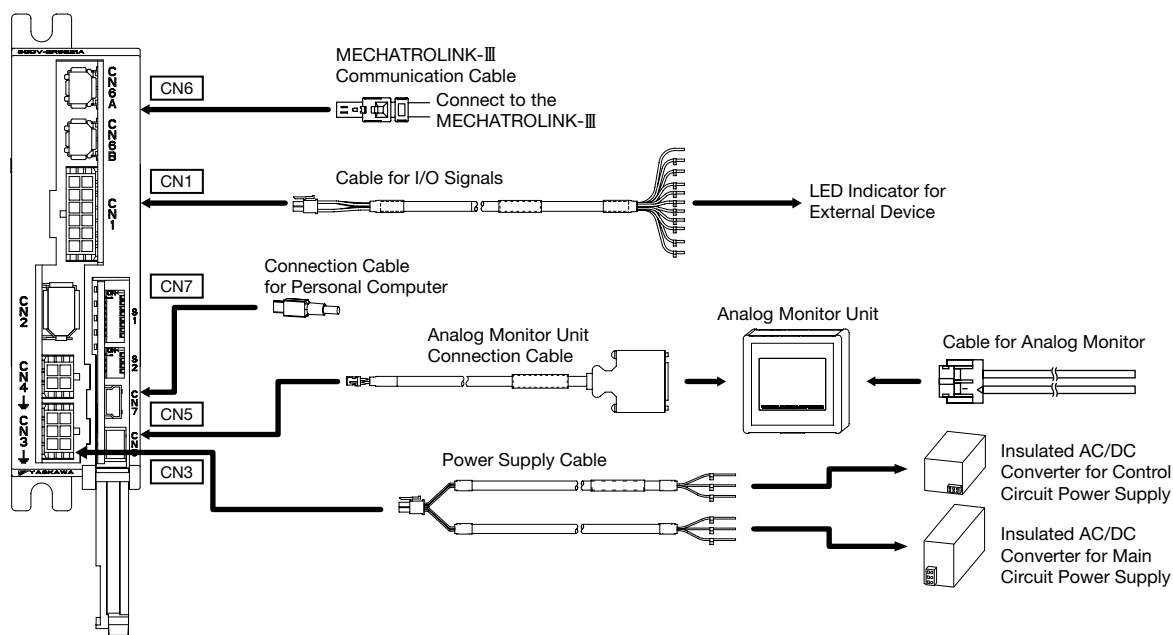 SGDV-2R9E21A
CN6A
CN6B
CN1
CN2
CN4
CN3
S1
S2
CN7
YASKAWA
CN6
MECHATROLINK-Ⅲ
Communication Cable
Connect to the
MECHATROLINK-Ⅲ
CN1
Cable for I/O Signals
LED Indicator for
External Device
CN7
Connection Cable
for Personal Computer
Analog Monitor Unit
Connection Cable
Analog Monitor Unit
Cable for Analog Monitor
CN5
CN3
Power Supply Cable
Insulated AC/DC
Converter for Control
Circuit Power Supply
Insulated AC/DC
Converter for Main
Circuit Power Supply